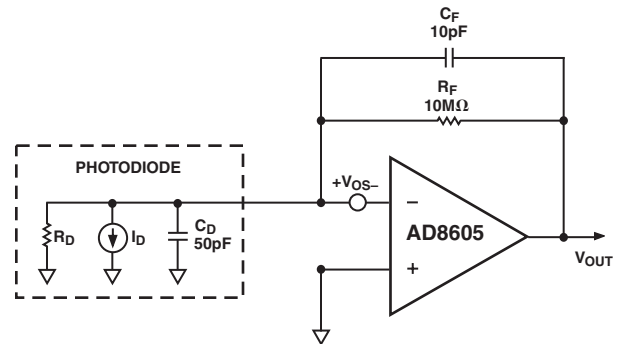 CF
10pF
RF
10MΩ
PHOTODIODE
+VOS–
RD
ID
CD
50pF
–
AD8605
+
VOUT